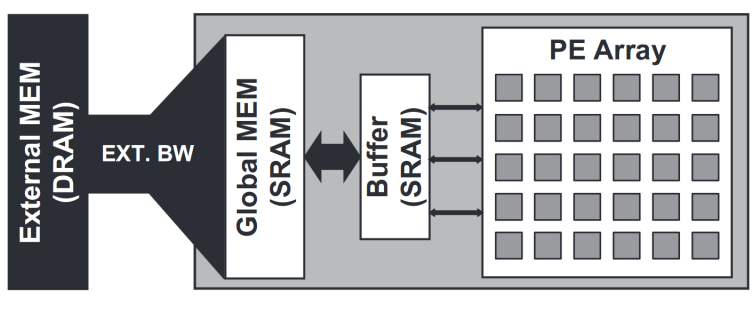 External MEM
(DRAM)
EXT. BW
Global MEM
(SRAM)
Buffer
(SRAM)
PE Array